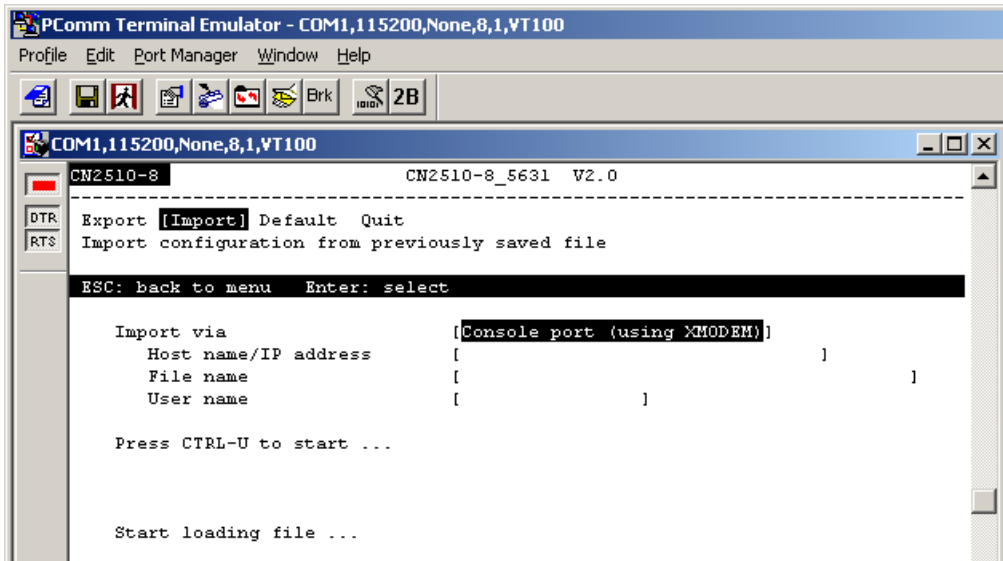 PComm Terminal Emulator - COM1,115200,None,8,1,VT100
Profile Edit Port Manager Window Help
Brk 2B
COM1,115200,None,8,1,VT100
CN2510-8 CN2510-8_5631 V2.0
DTR Export [Import] Default Quit
RTS Import configuration from previously saved file
ESC: back to menu Enter: select
Import via [Console port (using XMODEM)]
Host name/IP address [ ]
File name [ ]
User name [ ]
Press CTRL-U to start ...
Start loading file ...